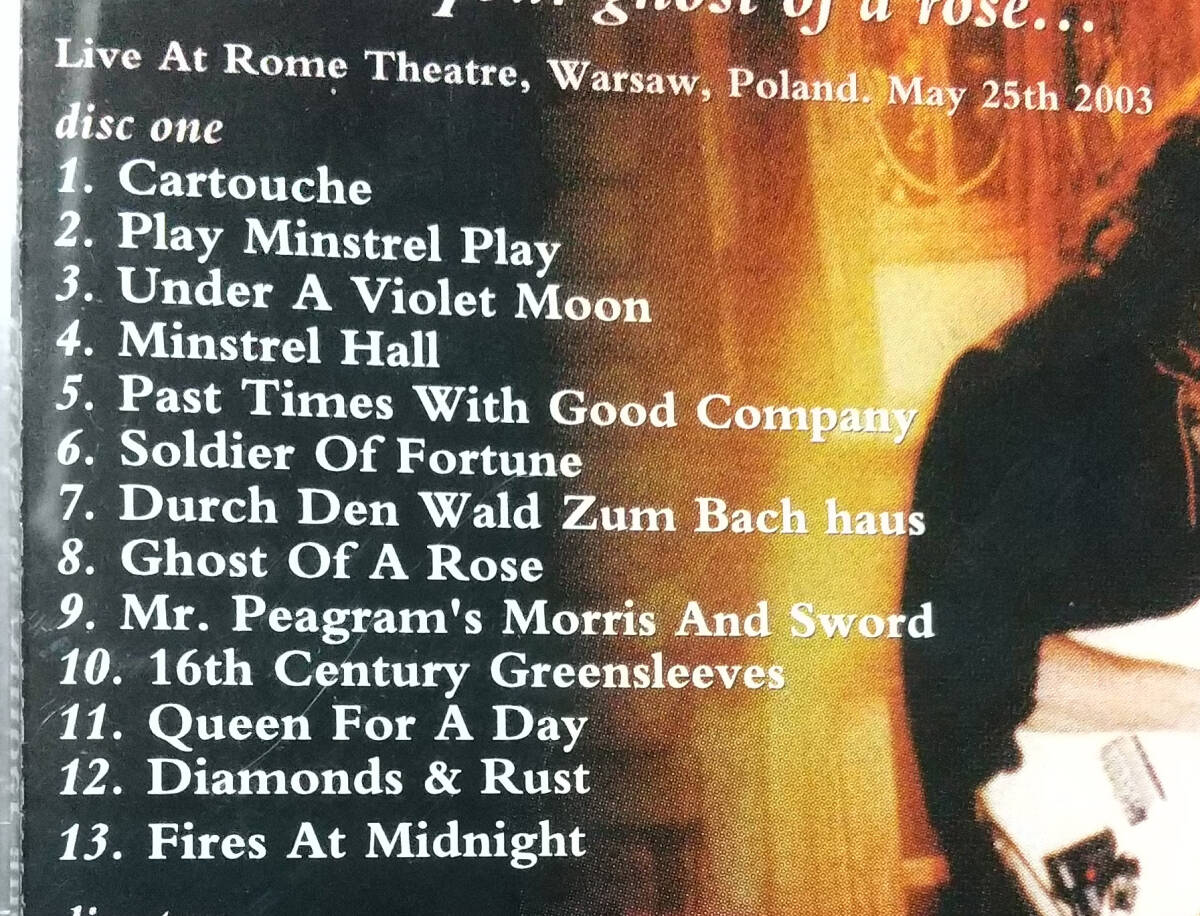 your ghost of a rose...
Live At Rome Theatre, Warsaw, Poland. May 25th 2003
disc one
1. Cartouche
2. Play Minstrel Play
3. Under A Violet Moon
4. Minstrel Hall
5. Past Times With Good Company
6. Soldier Of Fortune
7. Durch Den Wald Zum Bach haus
8. Ghost Of A Rose
9. Mr. Peagram's Morris And Sword
10. 16th Century Greensleeves
11. Queen For A Day
12. Diamonds & Rust
13. Fires At Midnight